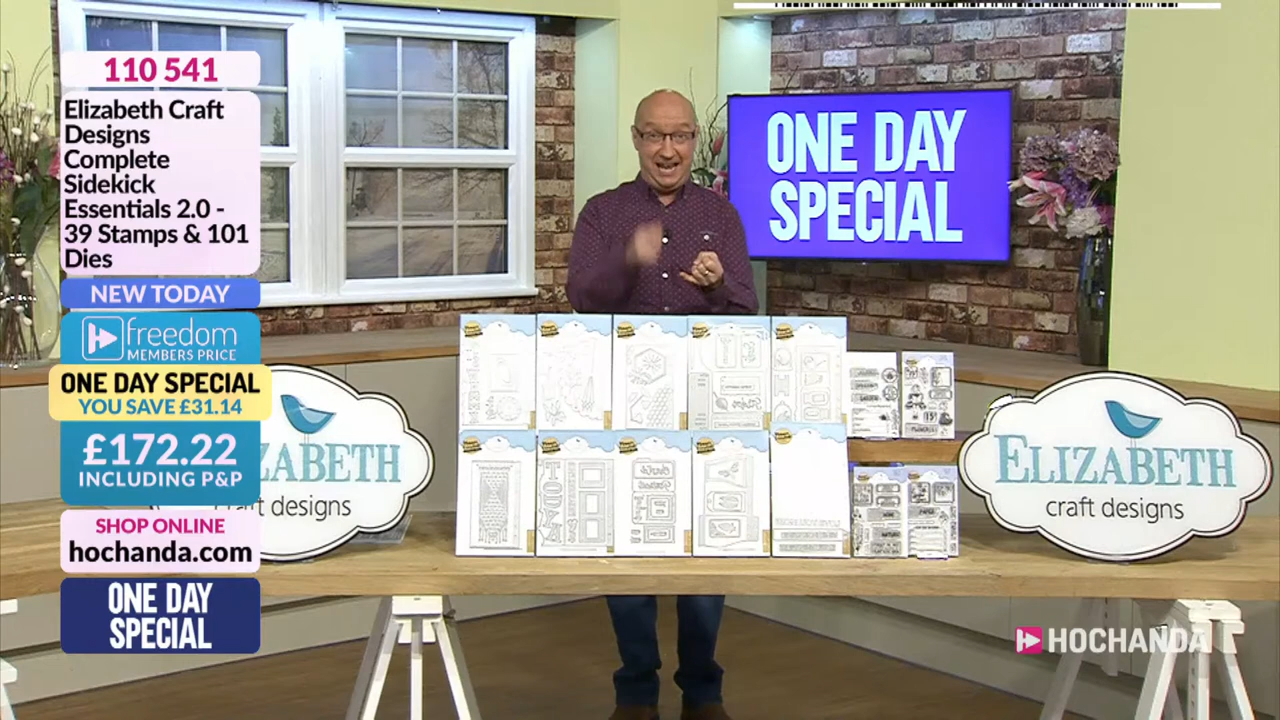 110 541
Elizabeth Craft
Designs
Complete
Sidekick
Essentials 2.0 -
39 Stamps & 101
Dies
NEW TODAY
freedom
MEMBERS PRICE
ONE DAY SPECIAL
YOU SAVE £31.14
£172.22
INCLUDING P&P
SHOP ONLINE
hochanda.com
ONE DAY
SPECIAL
ONE DAY
SPECIAL
ZABETH
craft designs
ELIZABETH
craft designs
HOCHANDA